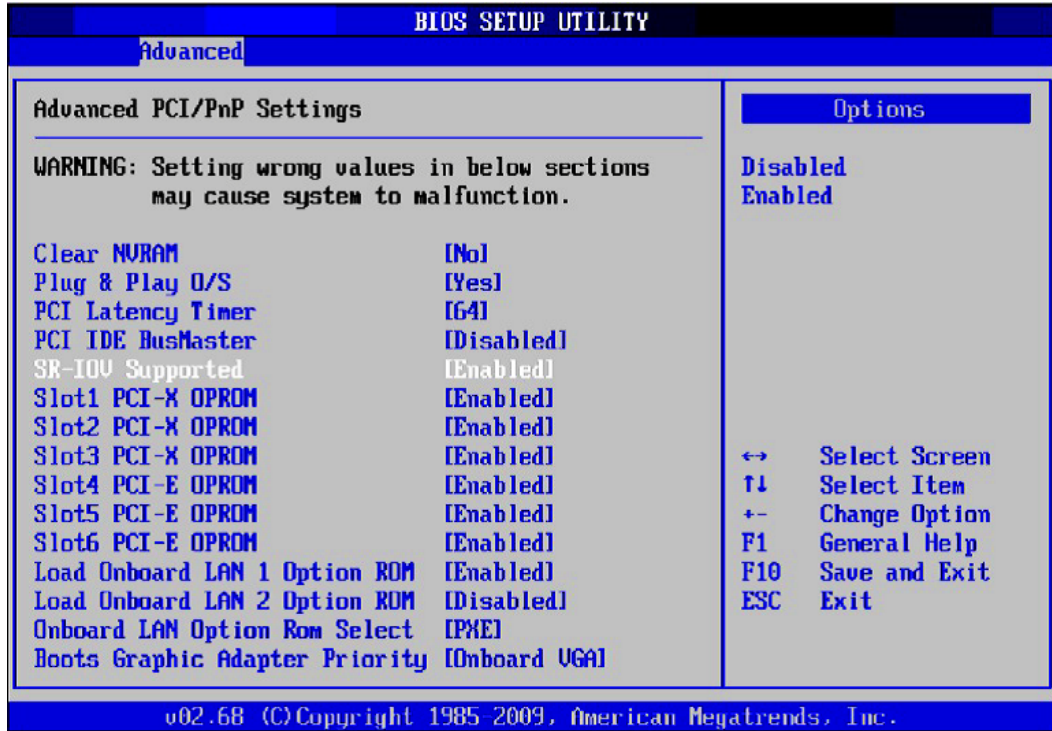 BIOS SETUP UTILITY
Advanced
Advanced PCI/PnP Settings
WARNING: Setting wrong values in below sections
may cause system to malfunction.
Clear NVRAM [No]
Plug & Play O/S [Yes]
PCI Latency Timer [64]
PCI IDE BusMaster [Disabled]
SR-IOV Supported [Enabled]
Slot1 PCI-X OPROM [Enabled]
Slot2 PCI-X OPROM [Enabled]
Slot3 PCI-X OPROM [Enabled]
Slot4 PCI-E OPROM [Enabled]
Slot5 PCI-E OPROM [Enabled]
Slot6 PCI-E OPROM [Enabled]
Load Onboard LAN 1 Option ROM [Enabled]
Load Onboard LAN 2 Option ROM [Disabled]
Onboard LAN Option Rom Select [PXE]
Boots Graphic Adapter Priority [Onboard VGA]
Options
Disabled
Enabled
↔ Select Screen
↑↓ Select Item
+- Change Option
F1 General Help
F10 Save and Exit
ESC Exit
v02.68 (C)Copyright 1985-2009, American Megatrends, Inc.